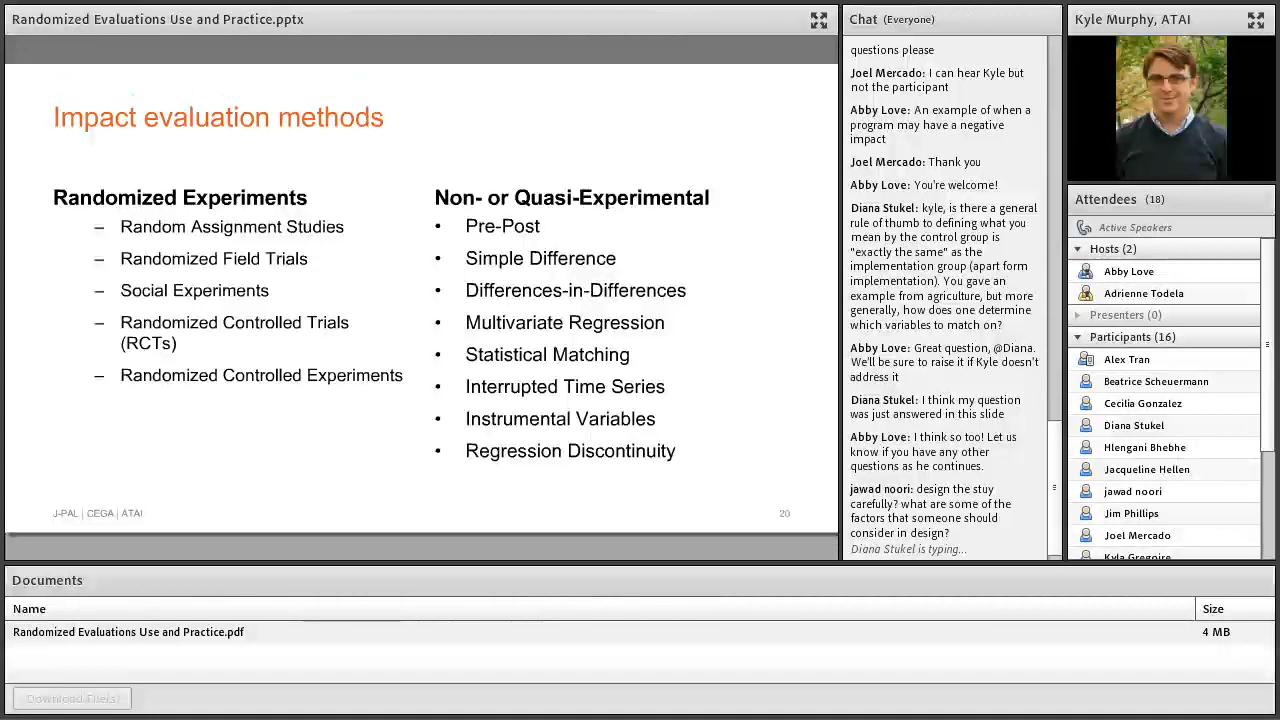 Randomized Evaluations Use and Practice.pptx
Impact evaluation methods
Randomized Experiments
– Random Assignment Studies
– Randomized Field Trials
– Social Experiments
– Randomized Controlled Trials
(RCTs)
– Randomized Controlled Experiments
Non- or Quasi-Experimental
• Pre-Post
• Simple Difference
• Differences-in-Differences
• Multivariate Regression
• Statistical Matching
• Interrupted Time Series
• Instrumental Variables
• Regression Discontinuity
J-PAL | CEGA | ATAI
20
Chat (Everyone)
questions please
Joel Mercado: I can hear Kyle but
not the participant
Abby Love: An example of when a
program may have a negative
impact
Joel Mercado: Thank you
Abby Love: You're welcome!
Diana Stukel: kyle, is there a general
rule of thumb to defining what you
mean by the control group is
"exactly the same" as the
implementation group (apart form
implementation). You gave an
example from agriculture, but more
generally, how does one determine
which variables to match on?
Abby Love: Great question, @Diana.
We'll be sure to raise it if Kyle doesn't
address it
Diana Stukel: I think my question
was just answered in this slide
Abby Love: I think so too! Let us
know if you have any other
questions as he continues.
jawad noori: design the stuy
carefully? what are some of the
factors that someone should
consider in design?
Diana Stukel is typing...
Kyle Murphy, ATAI
Attendees (18)
Active Speakers
Hosts (2)
Abby Love
Adrienne Todela
Presenters (0)
Participants (16)
Alex Tran
Beatrice Scheuermann
Cecilia Gonzalez
Diana Stukel
Hlengani Bhebhe
Jacqueline Hellen
jawad noori
Jim Phillips
Joel Mercado
Kyla Gregoire
Documents
Name
Size
Randomized Evaluations Use and Practice.pdf
4 MB
Download File(s)